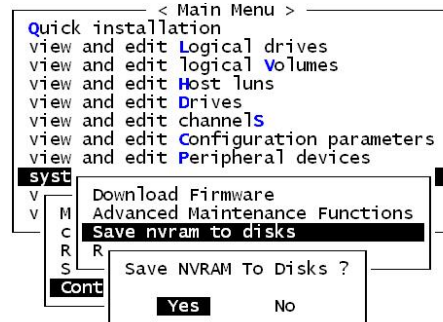 < Main Menu >
Quick installation
view and edit Logical drives
view and edit logical Volumes
view and edit Host luns
view and edit Drives
view and edit channelS
view and edit Configuration parameters
view and edit Peripheral devices
syst
v
v
Download Firmware
M Advanced Maintenance Functions
c Save nvram to disks
R R
S Save NVRAM To Disks ?
Cont
Yes No